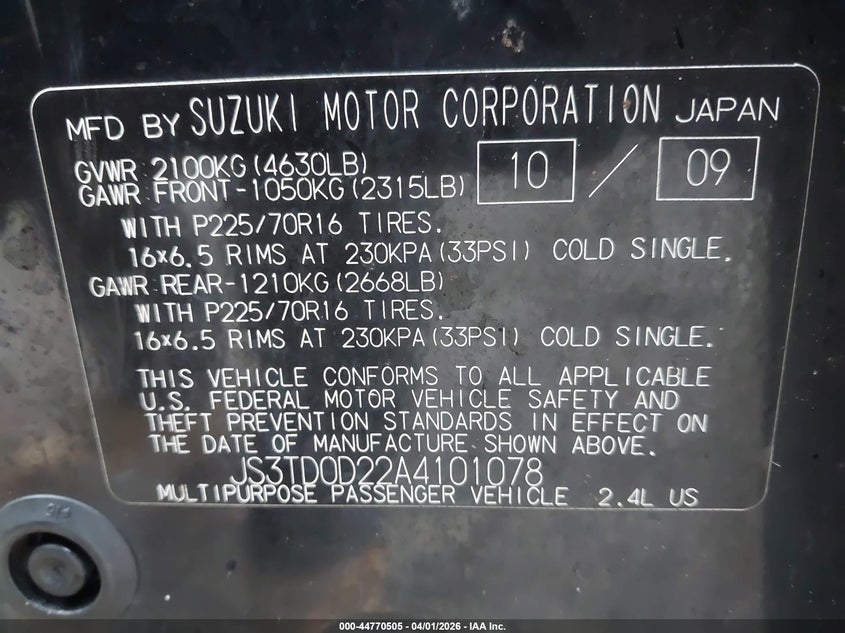 MFD BY SUZUKI MOTOR CORPORATION JAPAN
GVWR 2100KG (4630LB)
GAWR FRONT-1050KG (2315LB) 10 / 09
WITH P225/70R16 TIRES.
16×6.5 RIMS AT 230KPA (33PSI) COLD SINGLE.
GAWR REAR-1210KG (2668LB)
WITH P225/70R16 TIRES.
16×6.5 RIMS AT 230KPA (33PSI) COLD SINGLE.
THIS VEHICLE CONFORMS TO ALL APPLICABLE
U.S. FEDERAL MOTOR VEHICLE SAFETY AND
THEFT PREVENTION STANDARDS IN EFFECT ON
THE DATE OF MANUFACTURE SHOWN ABOVE.
JS3TD0D22A4101078
MULTIPURPOSE PASSENGER VEHICLE 2.4L US
000-44770505 - 04/01/2026 - IAA Inc.